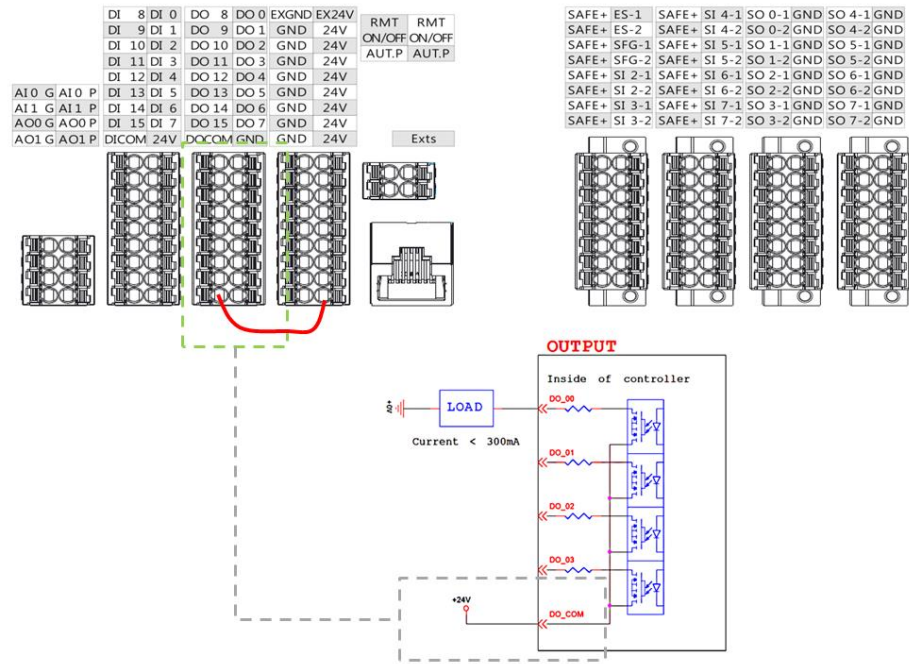 DI 8 DI 0 DO 8 DO 0 EXGND EX24V
DI 9 DI 1 DO 9 DO 1 GND 24V
DI 10 DI 2 DO 10 DO 2 GND 24V
DI 11 DI 3 DO 11 DO 3 GND 24V
DI 12 DI 4 DO 12 DO 4 GND 24V
AI0 G AI0 P DI 13 DI 5 DO 13 DO 5 GND 24V
AI1 G AI1 P DI 14 DI 6 DO 14 DO 6 GND 24V
AO0 G AO0 P DI 15 DI 7 DO 15 DO 7 GND 24V
AO1 G AO1 P DICOM 24V DOCOM GND GND 24V
RMT RMT
ON/OFF ON/OFF
AUT.P AUT.P
Exts
SAFE+ ES-1 SAFE+ SI 4-1 SO 0-1 GND SO 4-1 GND
SAFE+ ES-2 SAFE+ SI 4-2 SO 0-2 GND SO 4-2 GND
SAFE+ SFG-1 SAFE+ SI 5-1 SO 1-1 GND SO 5-1 GND
SAFE+ SFG-2 SAFE+ SI 5-2 SO 1-2 GND SO 5-2 GND
SAFE+ SI 2-1 SAFE+ SI 6-1 SO 2-1 GND SO 6-1 GND
SAFE+ SI 2-2 SAFE+ SI 6-2 SO 2-2 GND SO 6-2 GND
SAFE+ SI 3-1 SAFE+ SI 7-1 SO 3-1 GND SO 7-1 GND
SAFE+ SI 3-2 SAFE+ SI 7-2 SO 3-2 GND SO 7-2 GND
OUTPUT
Inside of controller
DO_00
LOAD
Current < 300mA
DO_01
DO_02
DO_03
+24V
DO_COM